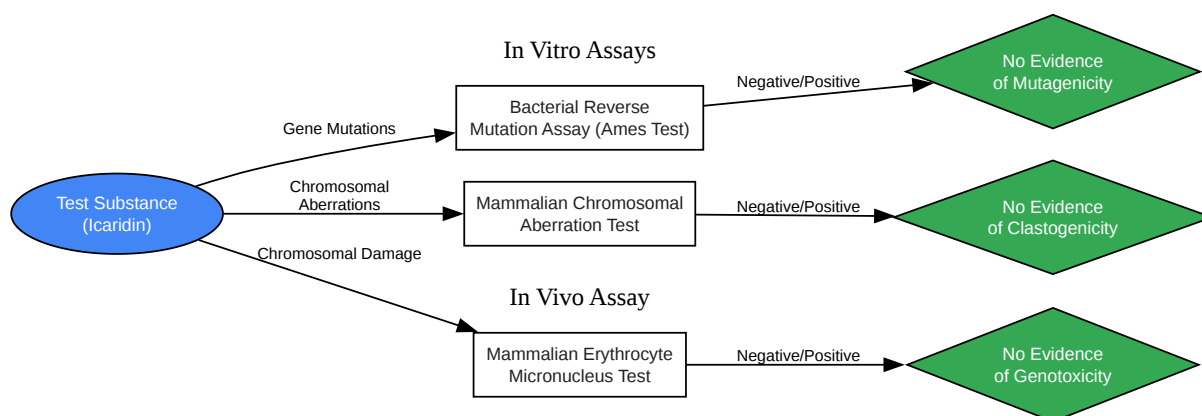 In Vitro Assays
Negative/Positive
No Evidence
of Mutagenicity
Bacterial Reverse
Mutation Assay (Ames Test)
Gene Mutations
Test Substance
(Icaridin)
Chromosomal
Aberrations
Mammalian Chromosomal
Aberration Test
Negative/Positive
No Evidence
of Clastogenicity
Chromosomal Damage
In Vivo Assay
Mammalian Erythrocyte
Micronucleus Test
Negative/Positive
No Evidence
of Genotoxicity